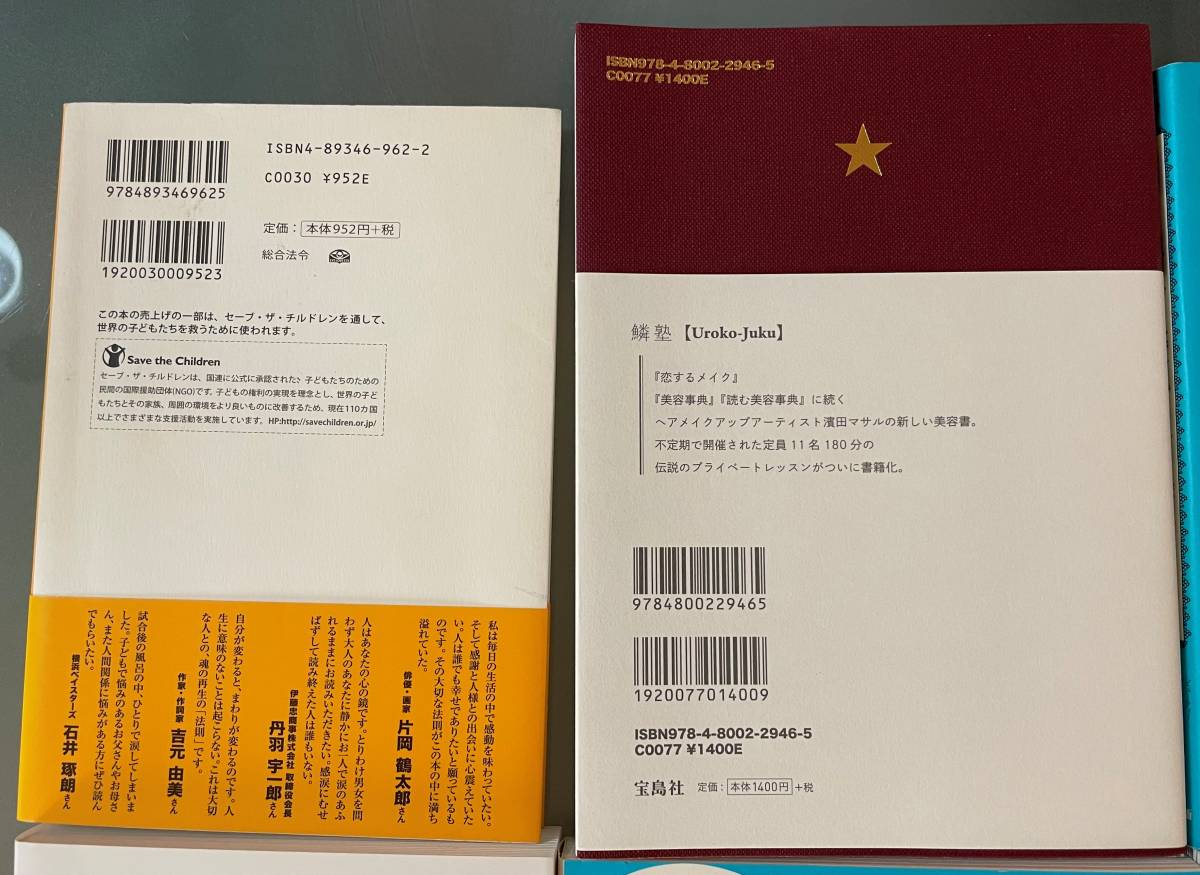 ISBN4-89346-962-2
C0030 ¥952E
9784893469625
定価：本体952円+税
総合法令
1920030009523
この本の売上げの一部は、セーブ・ザ・チルドレンを通して、
世界の子どもたちを救うために使われます。
Save the Children
セーブ・ザ・チルドレンは、国連に公式に承認された、子どもたちのための
民間の国際援助団体(NGO)です。子どもの権利の実現を理念とし、世界の子ど
もたちとその家族、周囲の環境をより良いものに改善するため、現在110カ国
以上でさまざまな支援活動を実施しています。HP:http://savechildren.or.jp/
私は毎日の生活の中で感動を味わっていたい。
そして感謝と人様との出会いに心震えていた
い。人は誰でも幸せでありたいと願っているも
のです。その大切な法則がこの本の中に満ち
溢れていた。
俳優・画家 片岡 鶴太郎さん
人はあなたの心の鏡です。とりわけ男女を問
わず大人のあなたに静かにお一人で涙のあふ
れるままにお読みいただきたい。感涙にむせ
ばずして読み終えた人は誰もいない。
伊藤忠商事株式会社 取締役会長
丹羽 宇一郎さん
自分が変わると、まわりが変わるのです。人
生に意味のないことは起こらない。これは大切
な人との、魂の再生の「法則」です。
作家・作詞家 吉元 由美さん
試合後の風呂の中、ひとりで涙してしまいま
した。子どもで悩みのあるお父さんやお母さ
ん、また人間関係に悩みがある方にぜひ読ん
でもらいたい。
横浜ベイスターズ 石井 琢朗さん
ISBN978-4-8002-2946-5
C0077 ¥1400E
鱗塾【Uroko-Juku】
『恋するメイク』
『美容事典』『読む美容事典』に続く
ヘアメイクアップアーティスト濱田マサルの新しい美容書。
不定期で開催された定員11名180分の
伝説のプライベートレッスンがついに書籍化。
9784800229465
1920077014009
ISBN978-4-8002-2946-5
C0077 ¥1400E
宝島社 定価：本体1400円+税